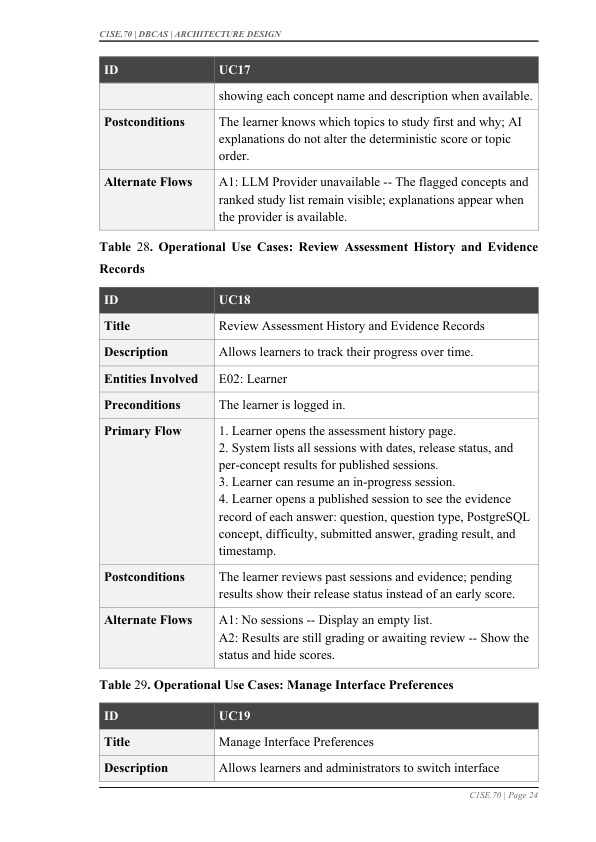 C1SE.70 | DBCAS | ARCHITECTURE DESIGN
ID UC17
showing each concept name and description when available.
Postconditions The learner knows which topics to study first and why; AI
explanations do not alter the deterministic score or topic
order.
Alternate Flows A1: LLM Provider unavailable -- The flagged concepts and
ranked study list remain visible; explanations appear when
the provider is available.
Table 28. Operational Use Cases: Review Assessment History and Evidence
Records
ID UC18
Title Review Assessment History and Evidence Records
Description Allows learners to track their progress over time.
Entities Involved E02: Learner
Preconditions The learner is logged in.
Primary Flow 1. Learner opens the assessment history page.
2. System lists all sessions with dates, release status, and
per-concept results for published sessions.
3. Learner can resume an in-progress session.
4. Learner opens a published session to see the evidence
record of each answer: question, question type, PostgreSQL
concept, difficulty, submitted answer, grading result, and
timestamp.
Postconditions The learner reviews past sessions and evidence; pending
results show their release status instead of an early score.
Alternate Flows A1: No sessions -- Display an empty list.
A2: Results are still grading or awaiting review -- Show the
status and hide scores.
Table 29. Operational Use Cases: Manage Interface Preferences
ID UC19
Title Manage Interface Preferences
Description Allows learners and administrators to switch interface
C1SE.70 | Page 24